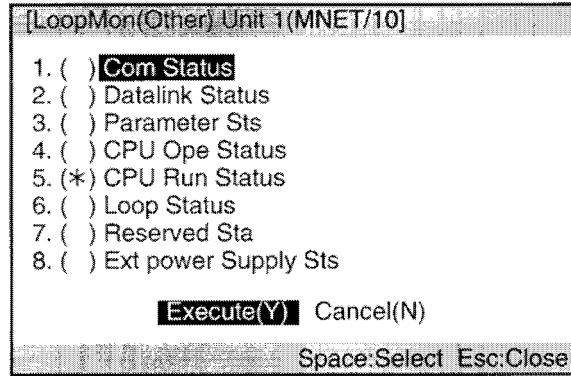 [LoopMon(Other) Unit 1(MNET/10]
1. ( ) Com Status
2. ( ) Datalink Status
3. ( ) Parameter Sts
4. ( ) CPU Ope Status
5. (*) CPU Run Status
6. ( ) Loop Status
7. ( ) Reserved Sta
8. ( ) Ext power Supply Sts
Execute(Y) Cancel(N)
Space:Select Esc:Close